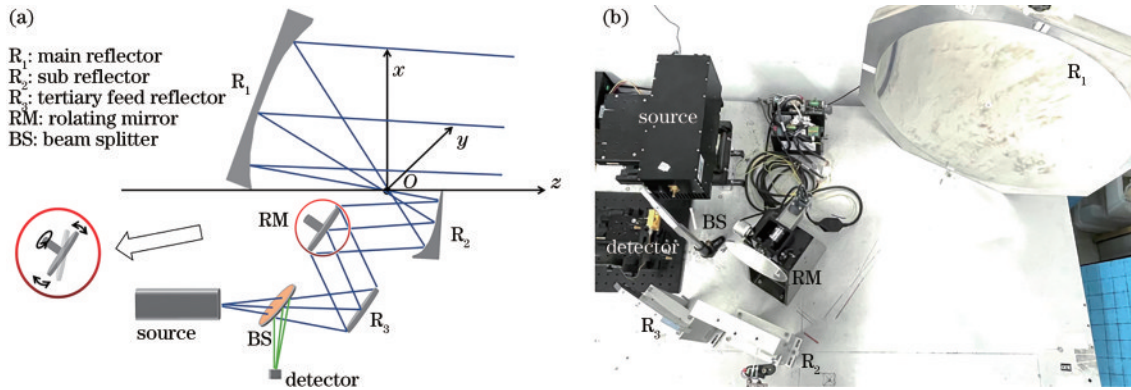 (a)
R₁: main reflector
R₂: sub reflector
R₃: tertiary feed reflector
RM: rotating mirror
BS: beam splitter
R₁
x
y
O
z
RM
R₂
source
BS
R₃
detector
(b)
R₁
source
BS
detector
RM
R₃
R₂